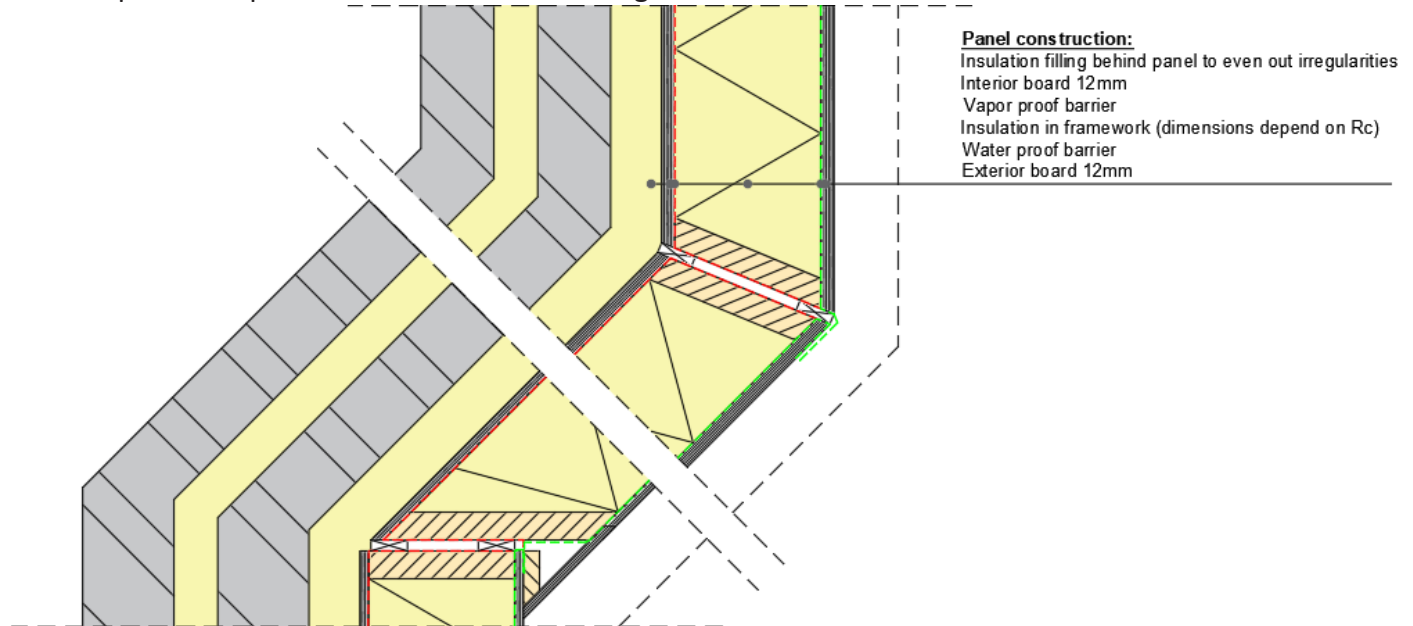 Panel construction:
Insulation filling behind panel to even out irregularities
Interior board 12mm
Vapor proof barrier
Insulation in framework (dimensions depend on Rc)
Water proof barrier
Exterior board 12mm